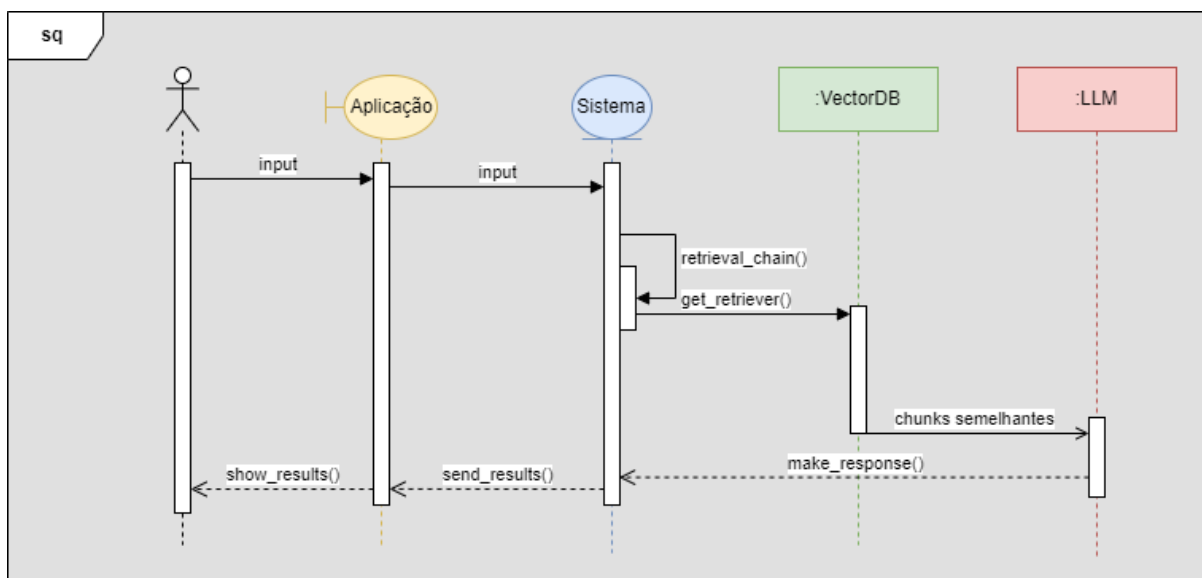 sq
Aplicação
Sistema
:VectorDB
:LLM
input
input
retrieval_chain()
get_retriever()
chunks semelhantes
make_response()
send_results()
show_results()